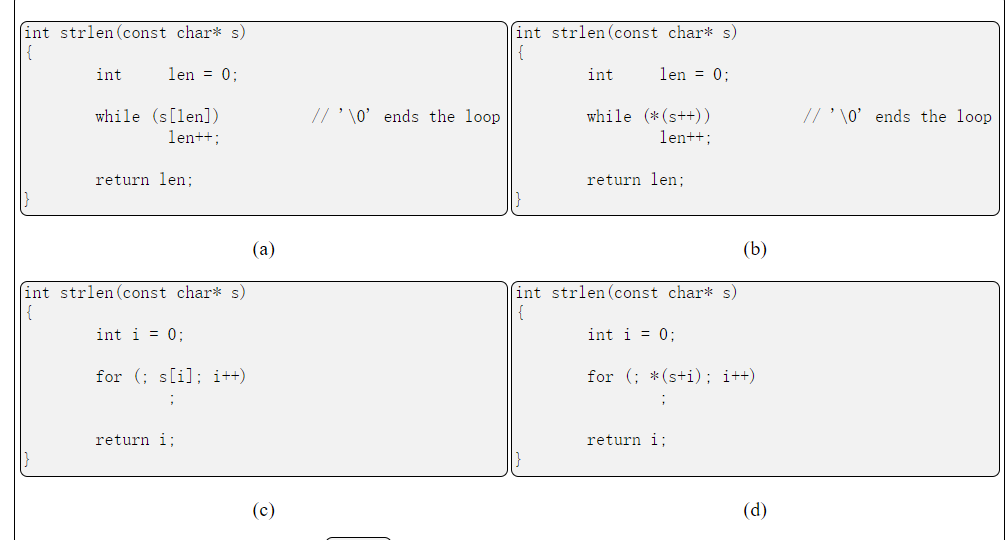 int strlen(const char* s)
{
int len = 0;
while (s[len]) // '\0' ends the loop
len++;
return len;
}
(a)
int strlen(const char* s)
{
int len = 0;
while (*(s++)) // '\0' ends the loop
len++;
return len;
}
(b)
int strlen(const char* s)
{
int i = 0;
for (; s[i]; i++)
;
return i;
}
(c)
int strlen(const char* s)
{
int i = 0;
for (; *(s+i); i++)
;
return i;
}
(d)